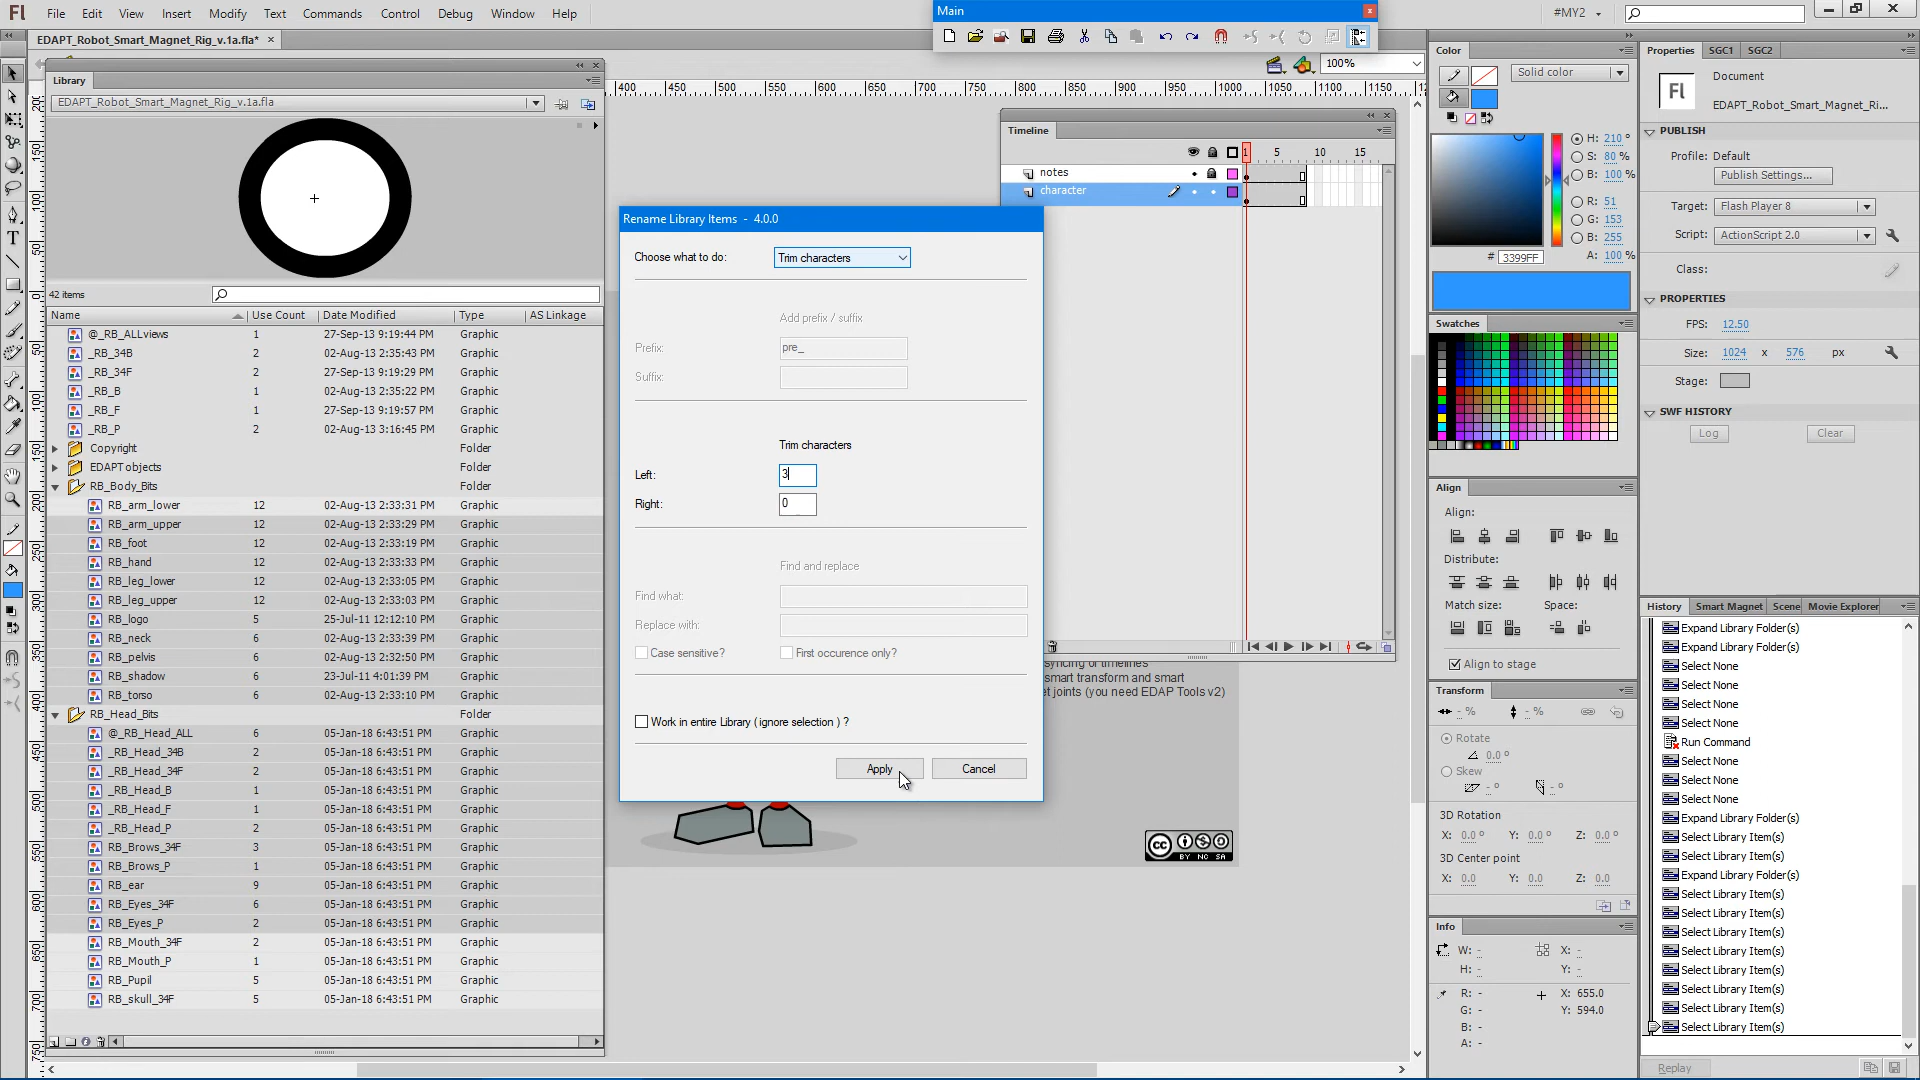 Fl File Edit View Insert Modify Text Commands Control Debug Window Help
Main
#MY2
EDAPT_Robot_Smart_Magnet_Rig_v.1a.fla*
100%
Library
EDAPT_Robot_Smart_Magnet_Rig_v.1a.fla
42 items
Name Use Count Date Modified Type AS Linkage
@_RB_ALLviews 1 27-Sep-13 9:19:44 PM Graphic
_RB_34B 2 02-Aug-13 2:35:43 PM Graphic
_RB_34F 2 27-Sep-13 9:19:29 PM Graphic
_RB_B 1 02-Aug-13 2:35:22 PM Graphic
_RB_F 1 27-Sep-13 9:19:57 PM Graphic
_RB_P 2 02-Aug-13 3:16:45 PM Graphic
Copyright Folder
EDAPT objects Folder
RB_Body_Bits Folder
RB_arm_lower 12 02-Aug-13 2:33:31 PM Graphic
RB_arm_upper 12 02-Aug-13 2:33:29 PM Graphic
RB_foot 12 02-Aug-13 2:33:19 PM Graphic
RB_hand 12 02-Aug-13 2:33:33 PM Graphic
RB_leg_lower 12 02-Aug-13 2:33:05 PM Graphic
RB_leg_upper 12 02-Aug-13 2:33:03 PM Graphic
RB_logo 5 25-Jul-11 12:12:10 PM Graphic
RB_neck 6 02-Aug-13 2:33:39 PM Graphic
RB_pelvis 6 02-Aug-13 2:32:50 PM Graphic
RB_shadow 6 23-Jul-11 4:01:39 PM Graphic
RB_torso 6 02-Aug-13 2:33:10 PM Graphic
RB_Head_Bits Folder
@_RB_Head_ALL 6 05-Jan-18 6:43:51 PM Graphic
_RB_Head_34B 2 05-Jan-18 6:43:51 PM Graphic
_RB_Head_34F 2 05-Jan-18 6:43:51 PM Graphic
_RB_Head_B 1 05-Jan-18 6:43:51 PM Graphic
_RB_Head_F 1 05-Jan-18 6:43:51 PM Graphic
_RB_Head_P 2 05-Jan-18 6:43:51 PM Graphic
RB_Brows_34F 3 05-Jan-18 6:43:51 PM Graphic
RB_Brows_P 1 05-Jan-18 6:43:51 PM Graphic
RB_ear 9 05-Jan-18 6:43:51 PM Graphic
RB_Eyes_34F 6 05-Jan-18 6:43:51 PM Graphic
RB_Eyes_P 2 05-Jan-18 6:43:51 PM Graphic
RB_Mouth_34F 2 05-Jan-18 6:43:51 PM Graphic
RB_Mouth_P 1 05-Jan-18 6:43:51 PM Graphic
RB_Pupil 5 05-Jan-18 6:43:51 PM Graphic
RB_skull_34F 5 05-Jan-18 6:43:51 PM Graphic
400 450 500 550 600 650 700 750 800 850 900 950 1000 1050 1100 1150
Timeline
1 5 10 15
notes
character
Rename Library Items - 4.0.0
Choose what to do: Trim characters
Add prefix / suffix
Prefix: pre_
Suffix:
Trim characters
Left: 3
Right: 0
Find and replace
Find what:
Replace with:
Case sensitive? First occurence only?
Work in entire Library ( ignore selection ) ?
Apply Cancel
syncing of timelines
smart transform and smart
et joints (you need EDAP Tools v2)
cc BY NC SA
Color
Solid color
H: 210 °
S: 80 %
B: 100 %
R: 51
G: 153
B: 255
# 3399FF A: 100 %
Swatches
Align
Align:
Distribute:
Match size: Space:
Align to stage
Transform
- % - %
Rotate
0.0 °
Skew
- ° - °
3D Rotation
X: 0.0 ° Y: 0.0 ° Z: 0.0 °
3D Center point
X: 0.0 Y: 0.0 Z: 0.0
Info
W: - X: -
H: - Y: -
R: - X: 655.0
G: - Y: 594.0
B: -
A: -
Properties SGC1 SGC2
Fl Document
EDAPT_Robot_Smart_Magnet_Ri...
PUBLISH
Profile: Default
Publish Settings...
Target: Flash Player 8
Script: ActionScript 2.0
Class:
PROPERTIES
FPS: 12.50
Size: 1024 x 576 px
Stage:
SWF HISTORY
Log Clear
History Smart Magnet Scene Movie Explorer
Expand Library Folder(s)
Expand Library Folder(s)
Select None
Select None
Select None
Select None
Run Command
Select None
Select None
Select None
Expand Library Folder(s)
Select Library Item(s)
Select Library Item(s)
Expand Library Folder(s)
Select Library Item(s)
Select Library Item(s)
Select Library Item(s)
Select Library Item(s)
Select Library Item(s)
Select Library Item(s)
Select Library Item(s)
Select Library Item(s)
Replay